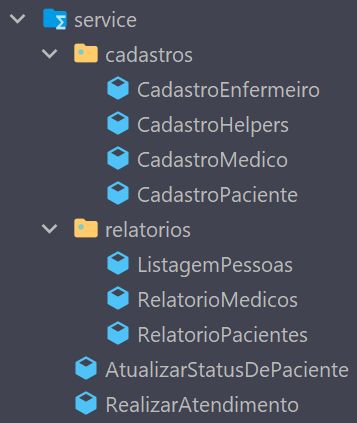 service
cadastros
CadastroEnfermeiro
CadastroHelpers
CadastroMedico
CadastroPaciente
relatorios
ListagemPessoas
RelatorioMedicos
RelatorioPacientes
AtualizarStatusDePaciente
RealizarAtendimento